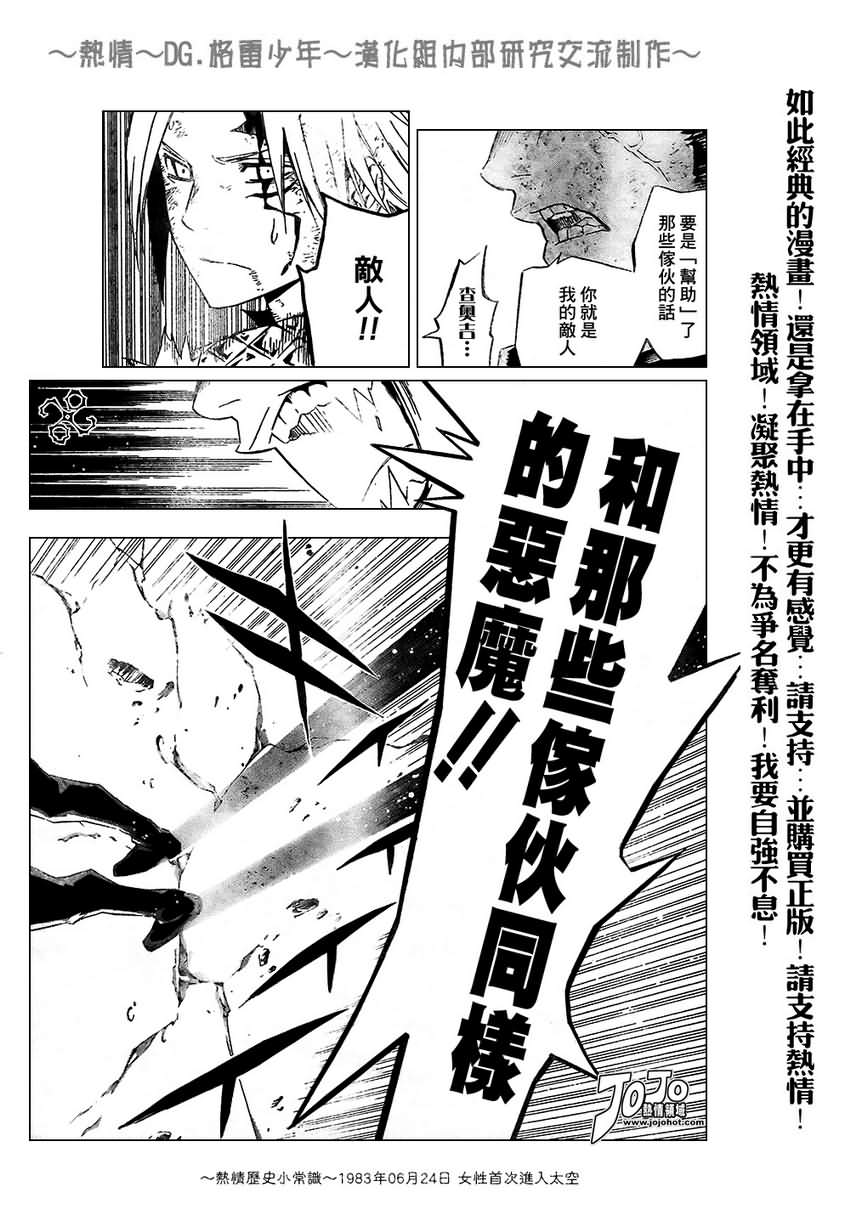 ～熱情～DG.格雷少年～漢化組內部研究交流制作～
如此經典的漫畫！還是拿在手中…才更有感覺…請支持…並購買正版！請支持熱情！
熱情領域！凝聚熱情！不為爭名奪利！我要自強不息！
要是「幫助」了
那些傢伙的話
你就是
我的敵人
查奧吉…
敵人!!
和那些傢伙同樣
的惡魔!!
JOJO
熱情領域
www.jojohot.com
～熱情歷史小常識～1983年06月24日 女性首次進入太空